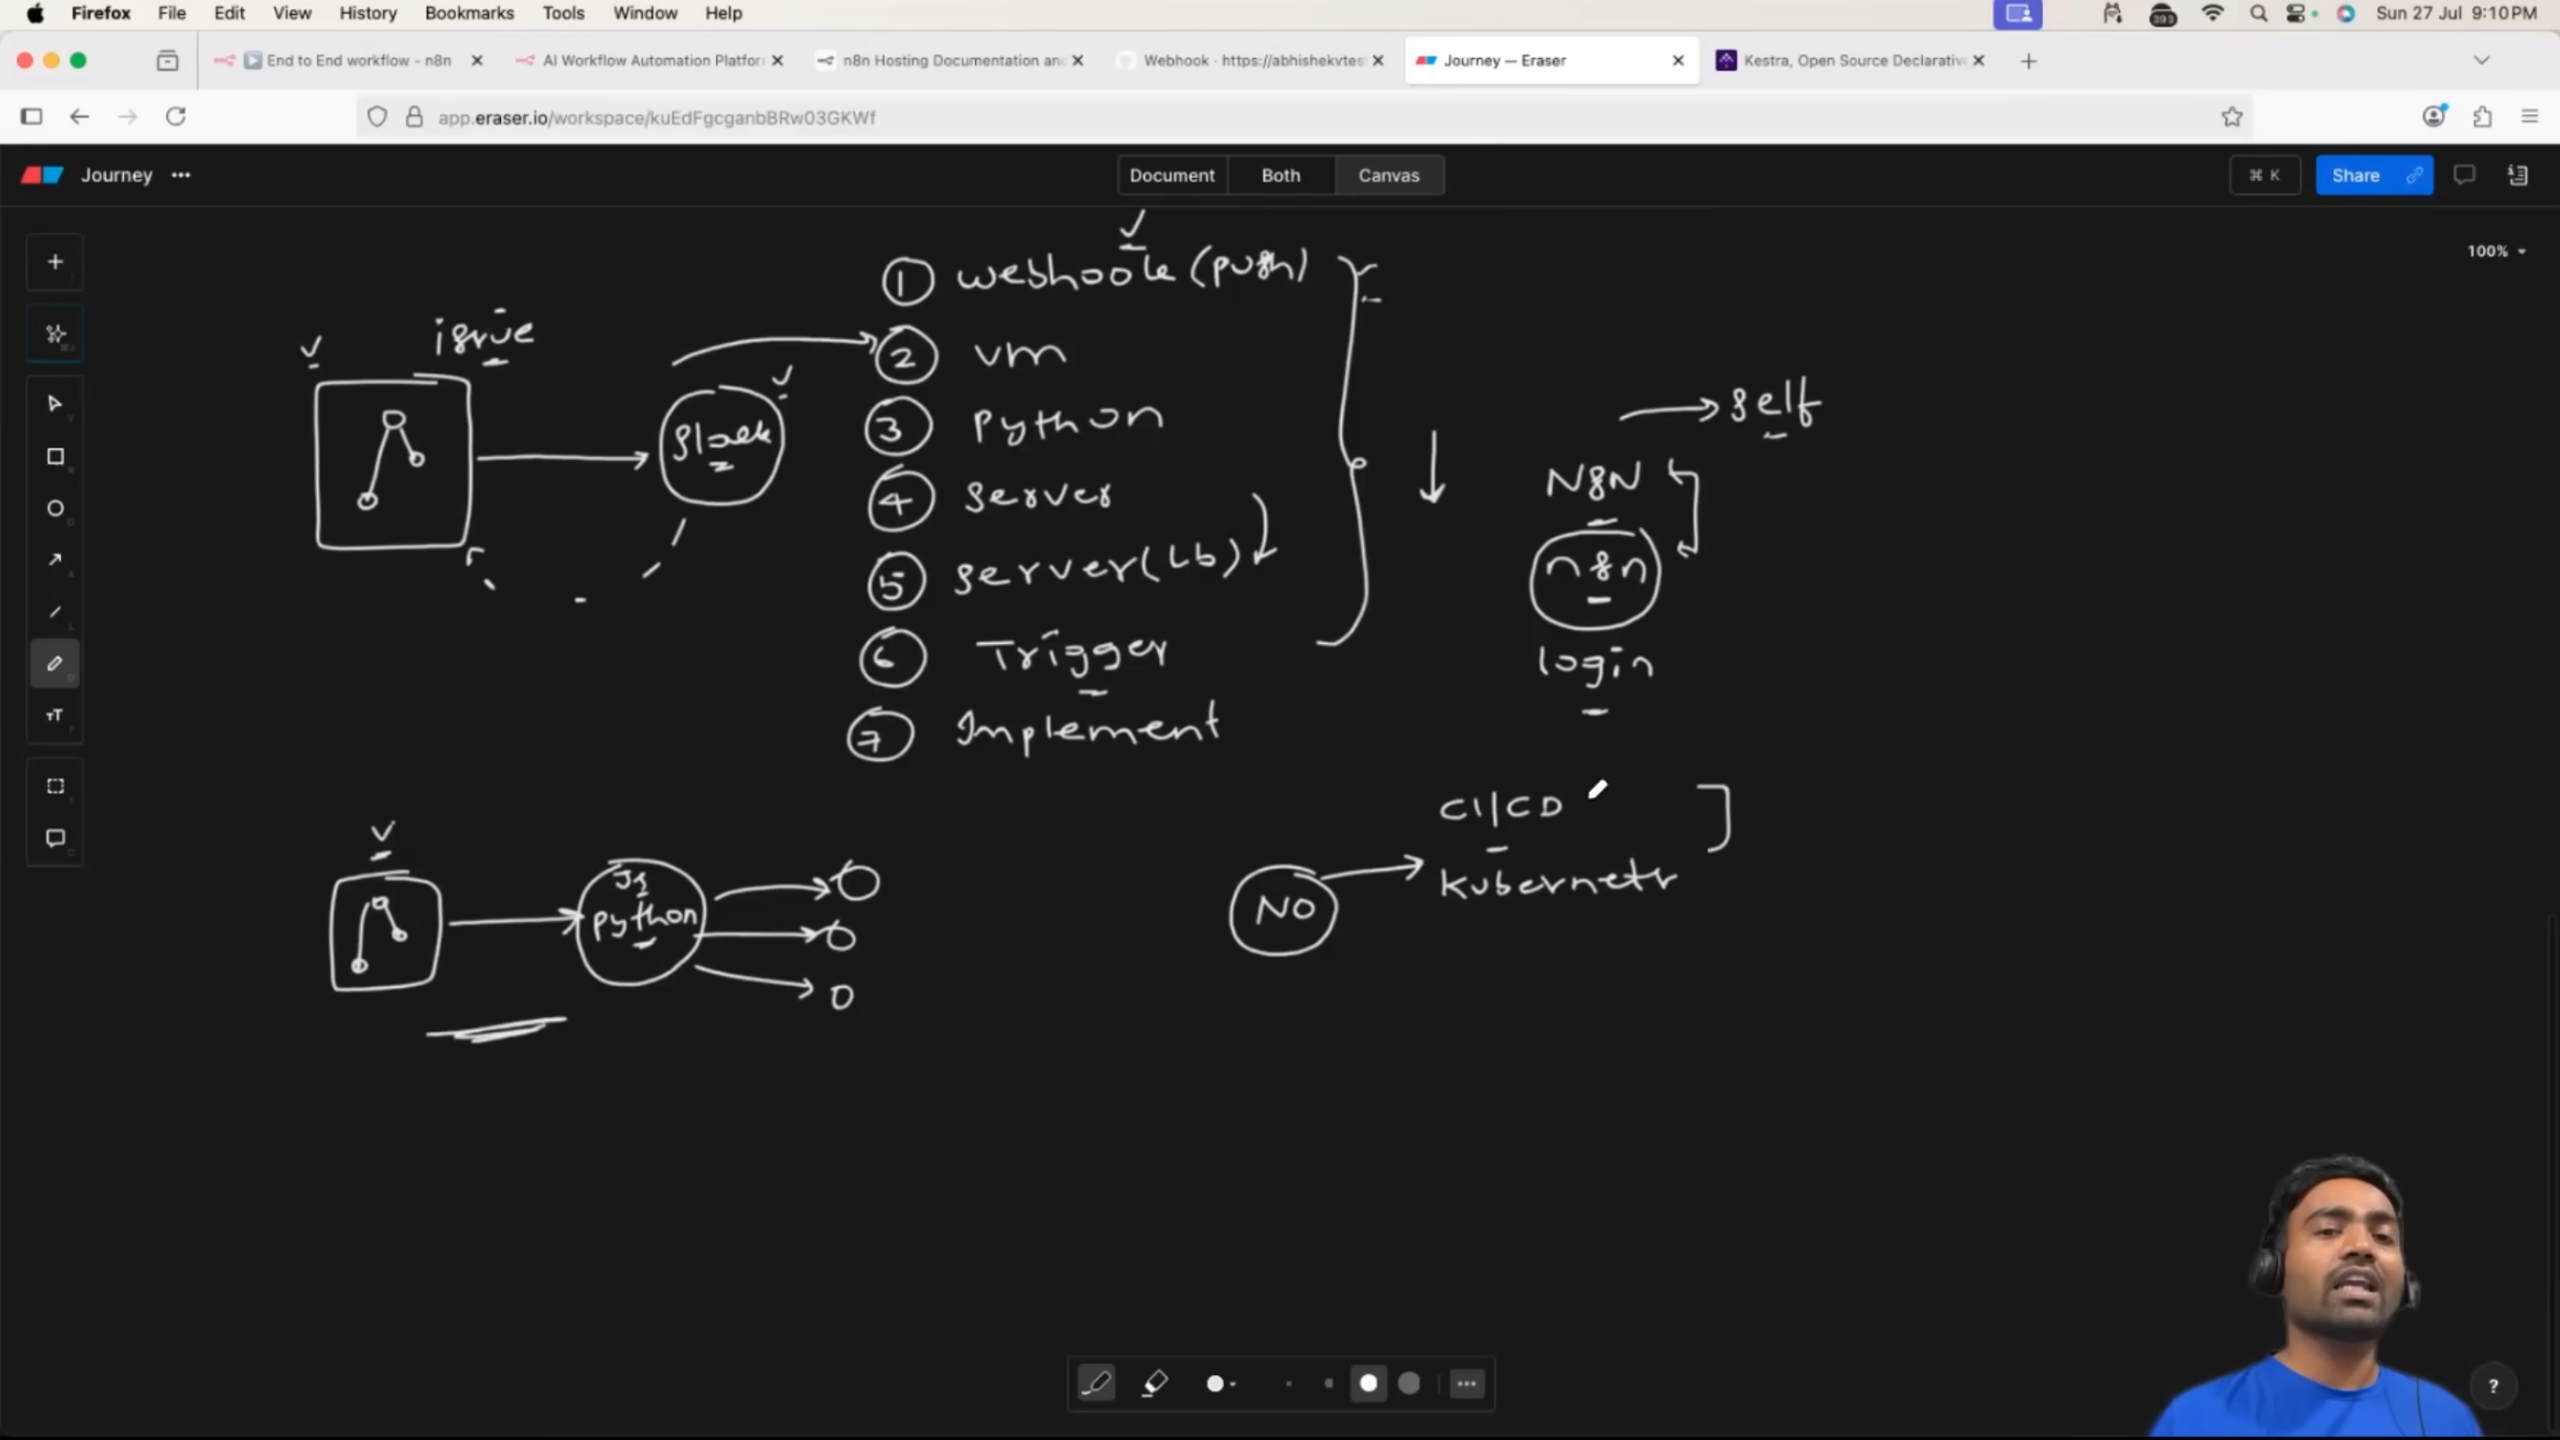 Firefox File Edit View History Bookmarks Tools Window Help
393
Sun 27 Jul 9:10 PM
End to End workflow - n8n
AI Workflow Automation Platfor
n8n Hosting Documentation an
Webhook · https://abhishekvtes
Journey — Eraser
Kestra, Open Source Declarativ
app.eraser.io/workspace/kuEdFgcganbBRw03GKWf
Journey
Document Both Canvas
⌘ K
Share
100%
1 webhook (push)
issue
2 vm
slack
3 python
4 server
5 server(Lb)
6 Trigger
7 Implement
self
N8N
n8n
login
CI/CD
NO
Js
python
?